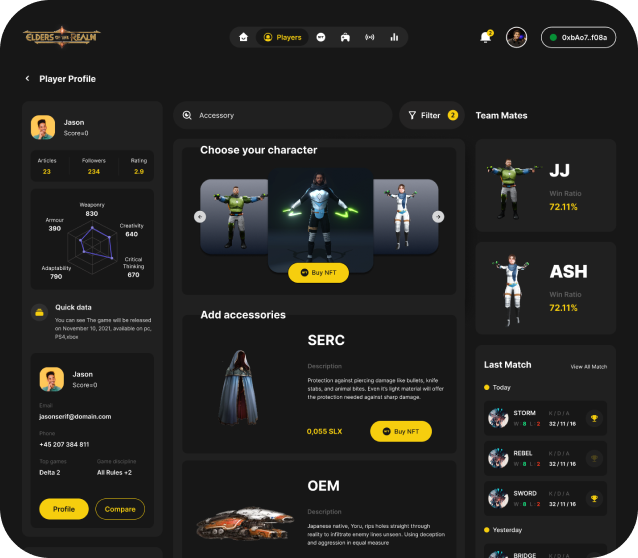 ELDERS OF THE REALM
Players
0xbAo7..f08a
2
Player Profile
Jason
Score=0
Articles
Followers
Rating
23
234
2.9
Weaponry
830
Armour
390
Creativity
640
Adaptability
790
Critical
Thinking
670
Quick data
You can see The game will be released
on November 10, 2021, available on pc,
PS4,xbox
Jason
Score=0
Email
jasonserif@domain.com
Phone
+45 207 384 811
Top games
Game discipline
Delta 2
All Rules +2
Profile
Compare
Accessory
Filter
2
Choose your character
Buy NFT
Add accessories
SERC
Description
Protection against piercing damage like bullets, knife
stabs, and animal bites. Even it's light material will offer
the protection needed against sharp damage.
0,055 SLX
Buy NFT
OEM
Description
Japanese native, Yoru, rips holes straight through
reality to infiltrate enemy lines unseen. Using deception
and aggression in equal measure
Team Mates
JJ
Win Ratio
72.11%
ASH
Win Ratio
72.11%
Last Match
View All Match
Today
STORM
K / D / A
W 8 L 2
32 / 11 / 16
REBEL
K / D / A
W 8 L 2
32 / 11 / 16
SWORD
K / D / A
W 8 L 2
32 / 11 / 16
Yesterday
BRIDGE
K / D / A